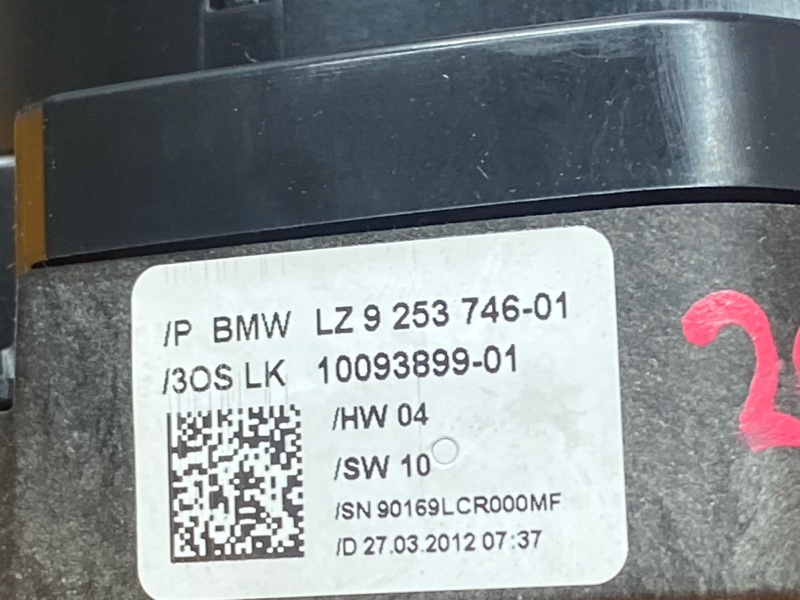 /P BMW LZ 9 253 746-01
/3OS LK 10093899-01
/HW 04
/SW 10
/SN 90169LCR000MF
/D 27.03.2012 07:37
2